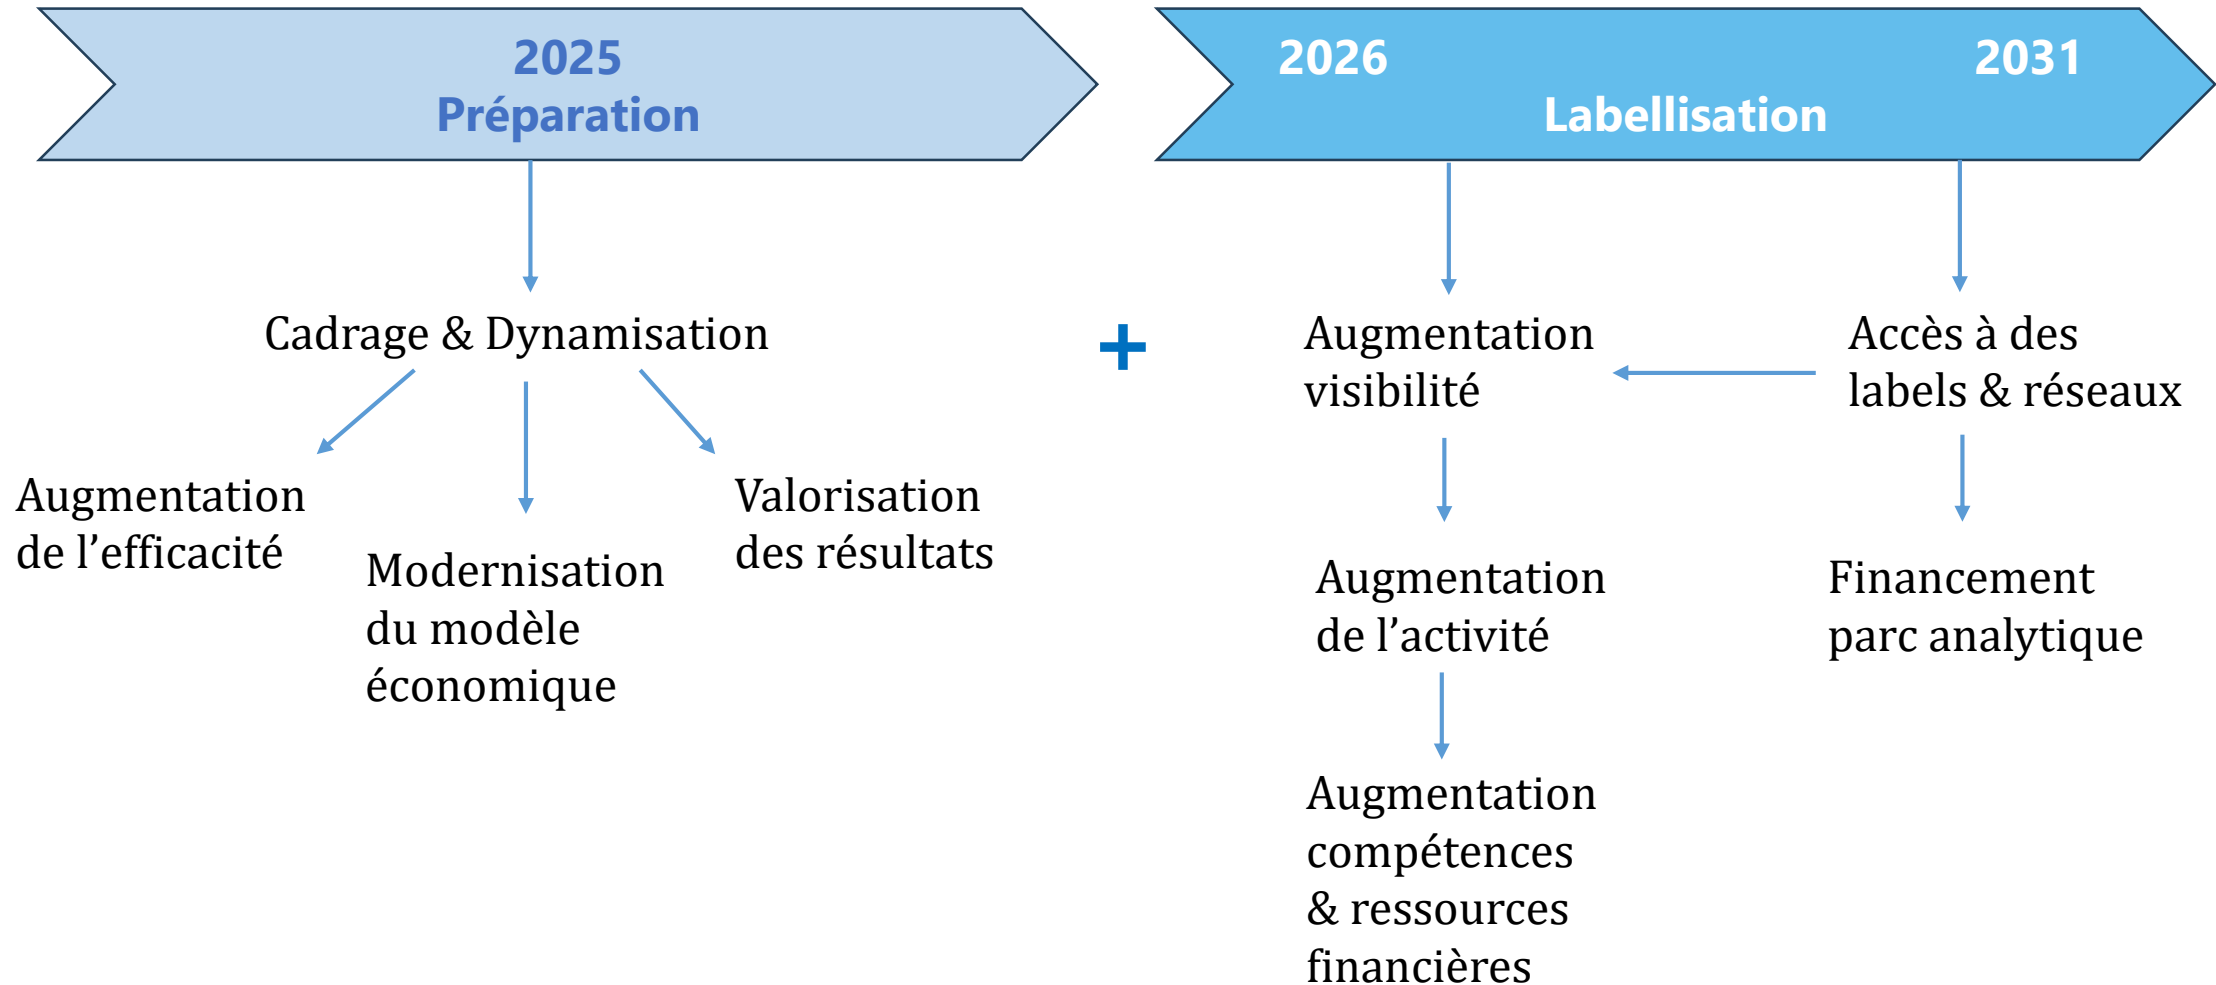 2025
Préparation
2026 2031
Labellisation
Cadrage & Dynamisation
Augmentation
de l’efficacité
Modernisation
du modèle
économique
Valorisation
des résultats
+
Augmentation
visibilité
Accès à des
labels & réseaux
Augmentation
de l’activité
Financement
parc analytique
Augmentation
compétences
& ressources
financières